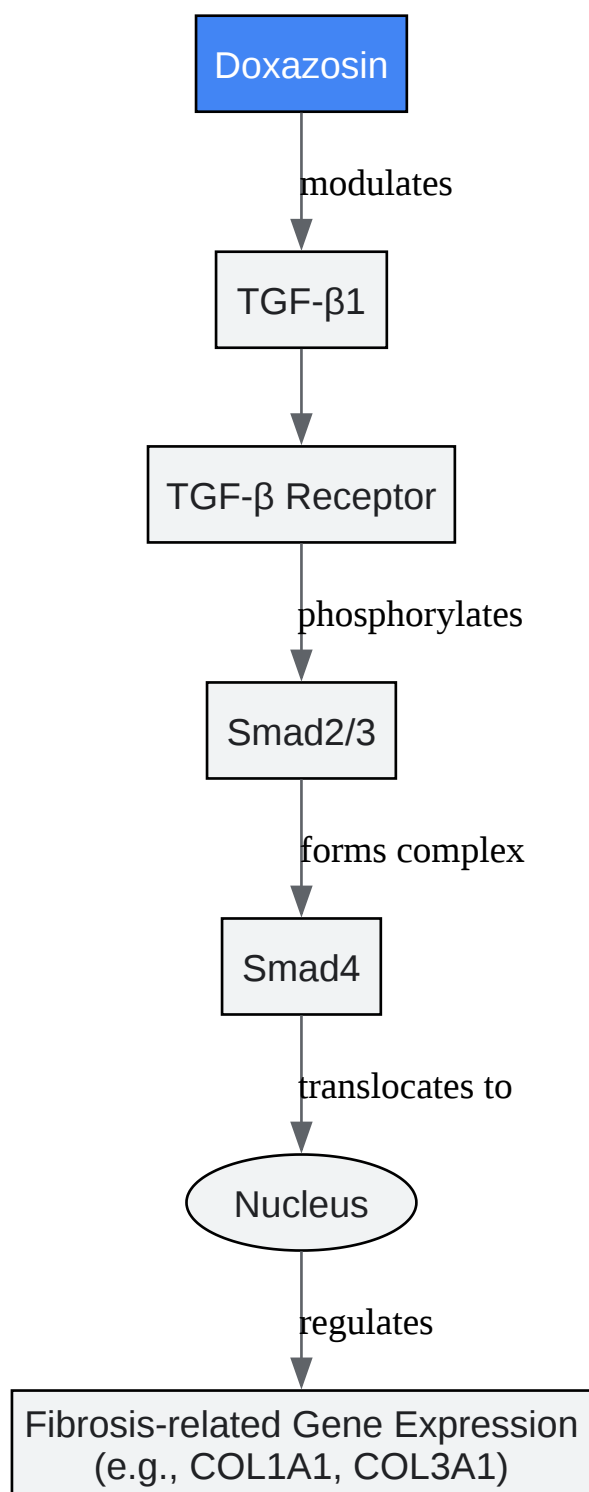 Doxazosin
modulates
TGF-β1
TGF-β Receptor
phosphorylates
Smad2/3
forms complex
Smad4
translocates to
Nucleus
regulates
Fibrosis-related Gene Expression
(e.g., COL1A1, COL3A1)